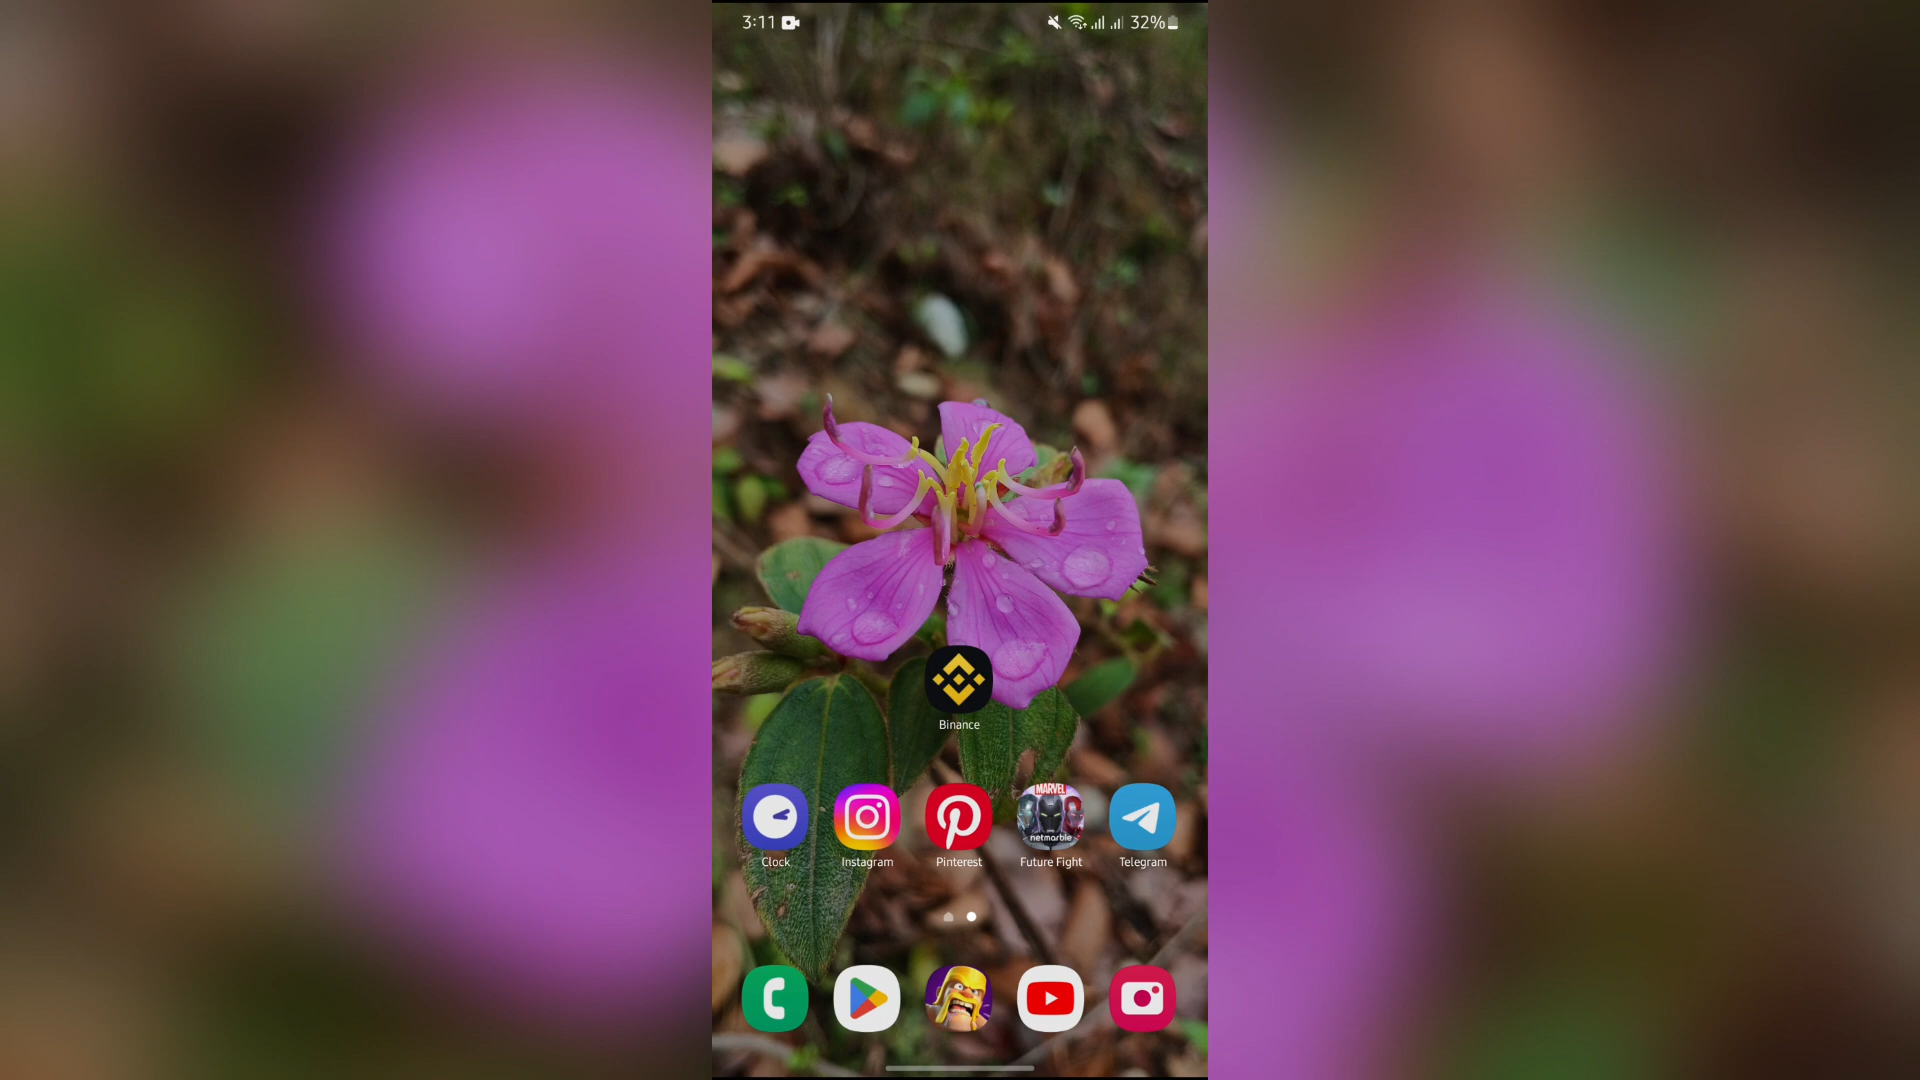 3:11 32%
Binance
MARVEL
netmarble
Clock Instagram Pinterest Future Fight Telegram